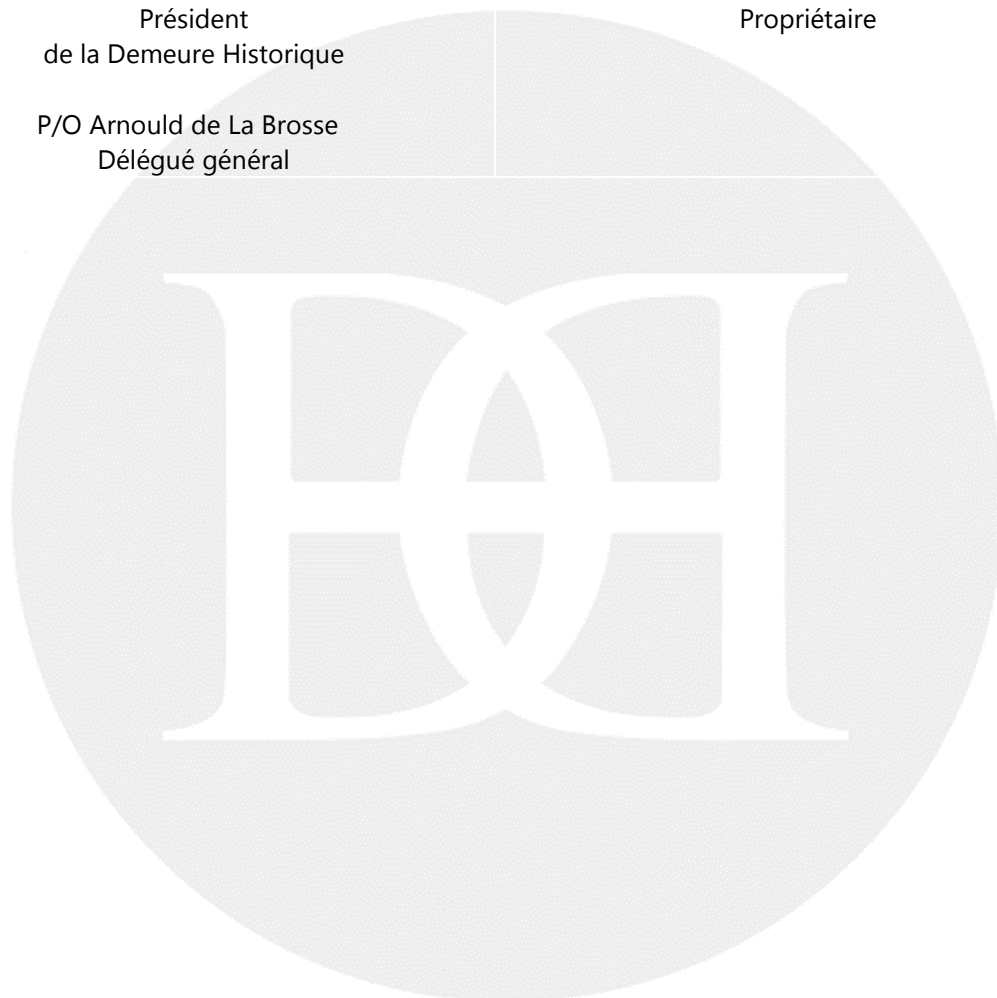 Président
de la Demeure Historique
P/O Arnould de La Brosse
Délégué général
Propriétaire